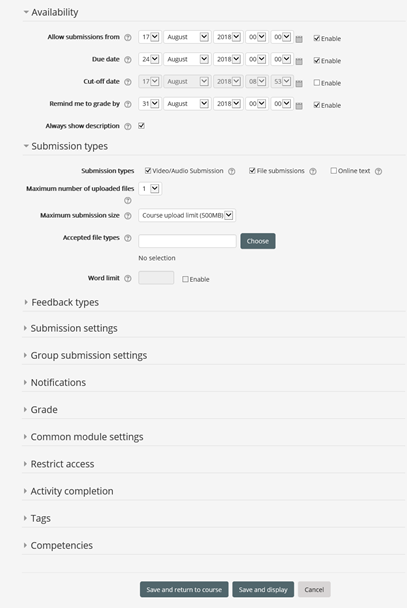 Availability
Allow submissions from 17 August 2018 00 00 Enable
Due date 24 August 2018 00 00 Enable
Cut-off date 17 August 2018 08 53 Enable
Remind me to grade by 31 August 2018 00 00 Enable
Always show description
Submission types
Submission types Video/Audio Submission File submissions Online text
Maximum number of uploaded files 1
Maximum submission size Course upload limit (500MB)
Accepted file types Choose
No selection
Word limit Enable
Feedback types
Submission settings
Group submission settings
Notifications
Grade
Common module settings
Restrict access
Activity completion
Tags
Competencies
Save and return to course Save and display Cancel